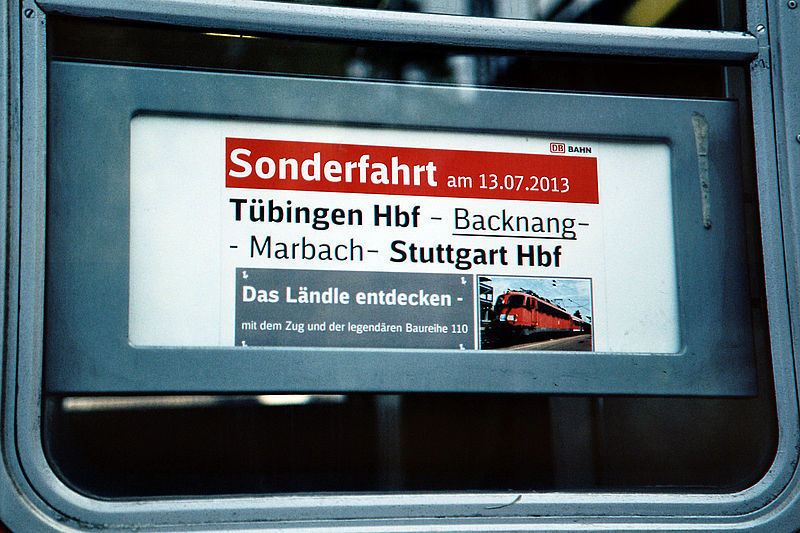 DB BAHN
Sonderfahrt am 13.07.2013
Tübingen Hbf - Backnang-
- Marbach- Stuttgart Hbf
Das Ländle entdecken -
mit dem Zug und der legendären Baureihe 110